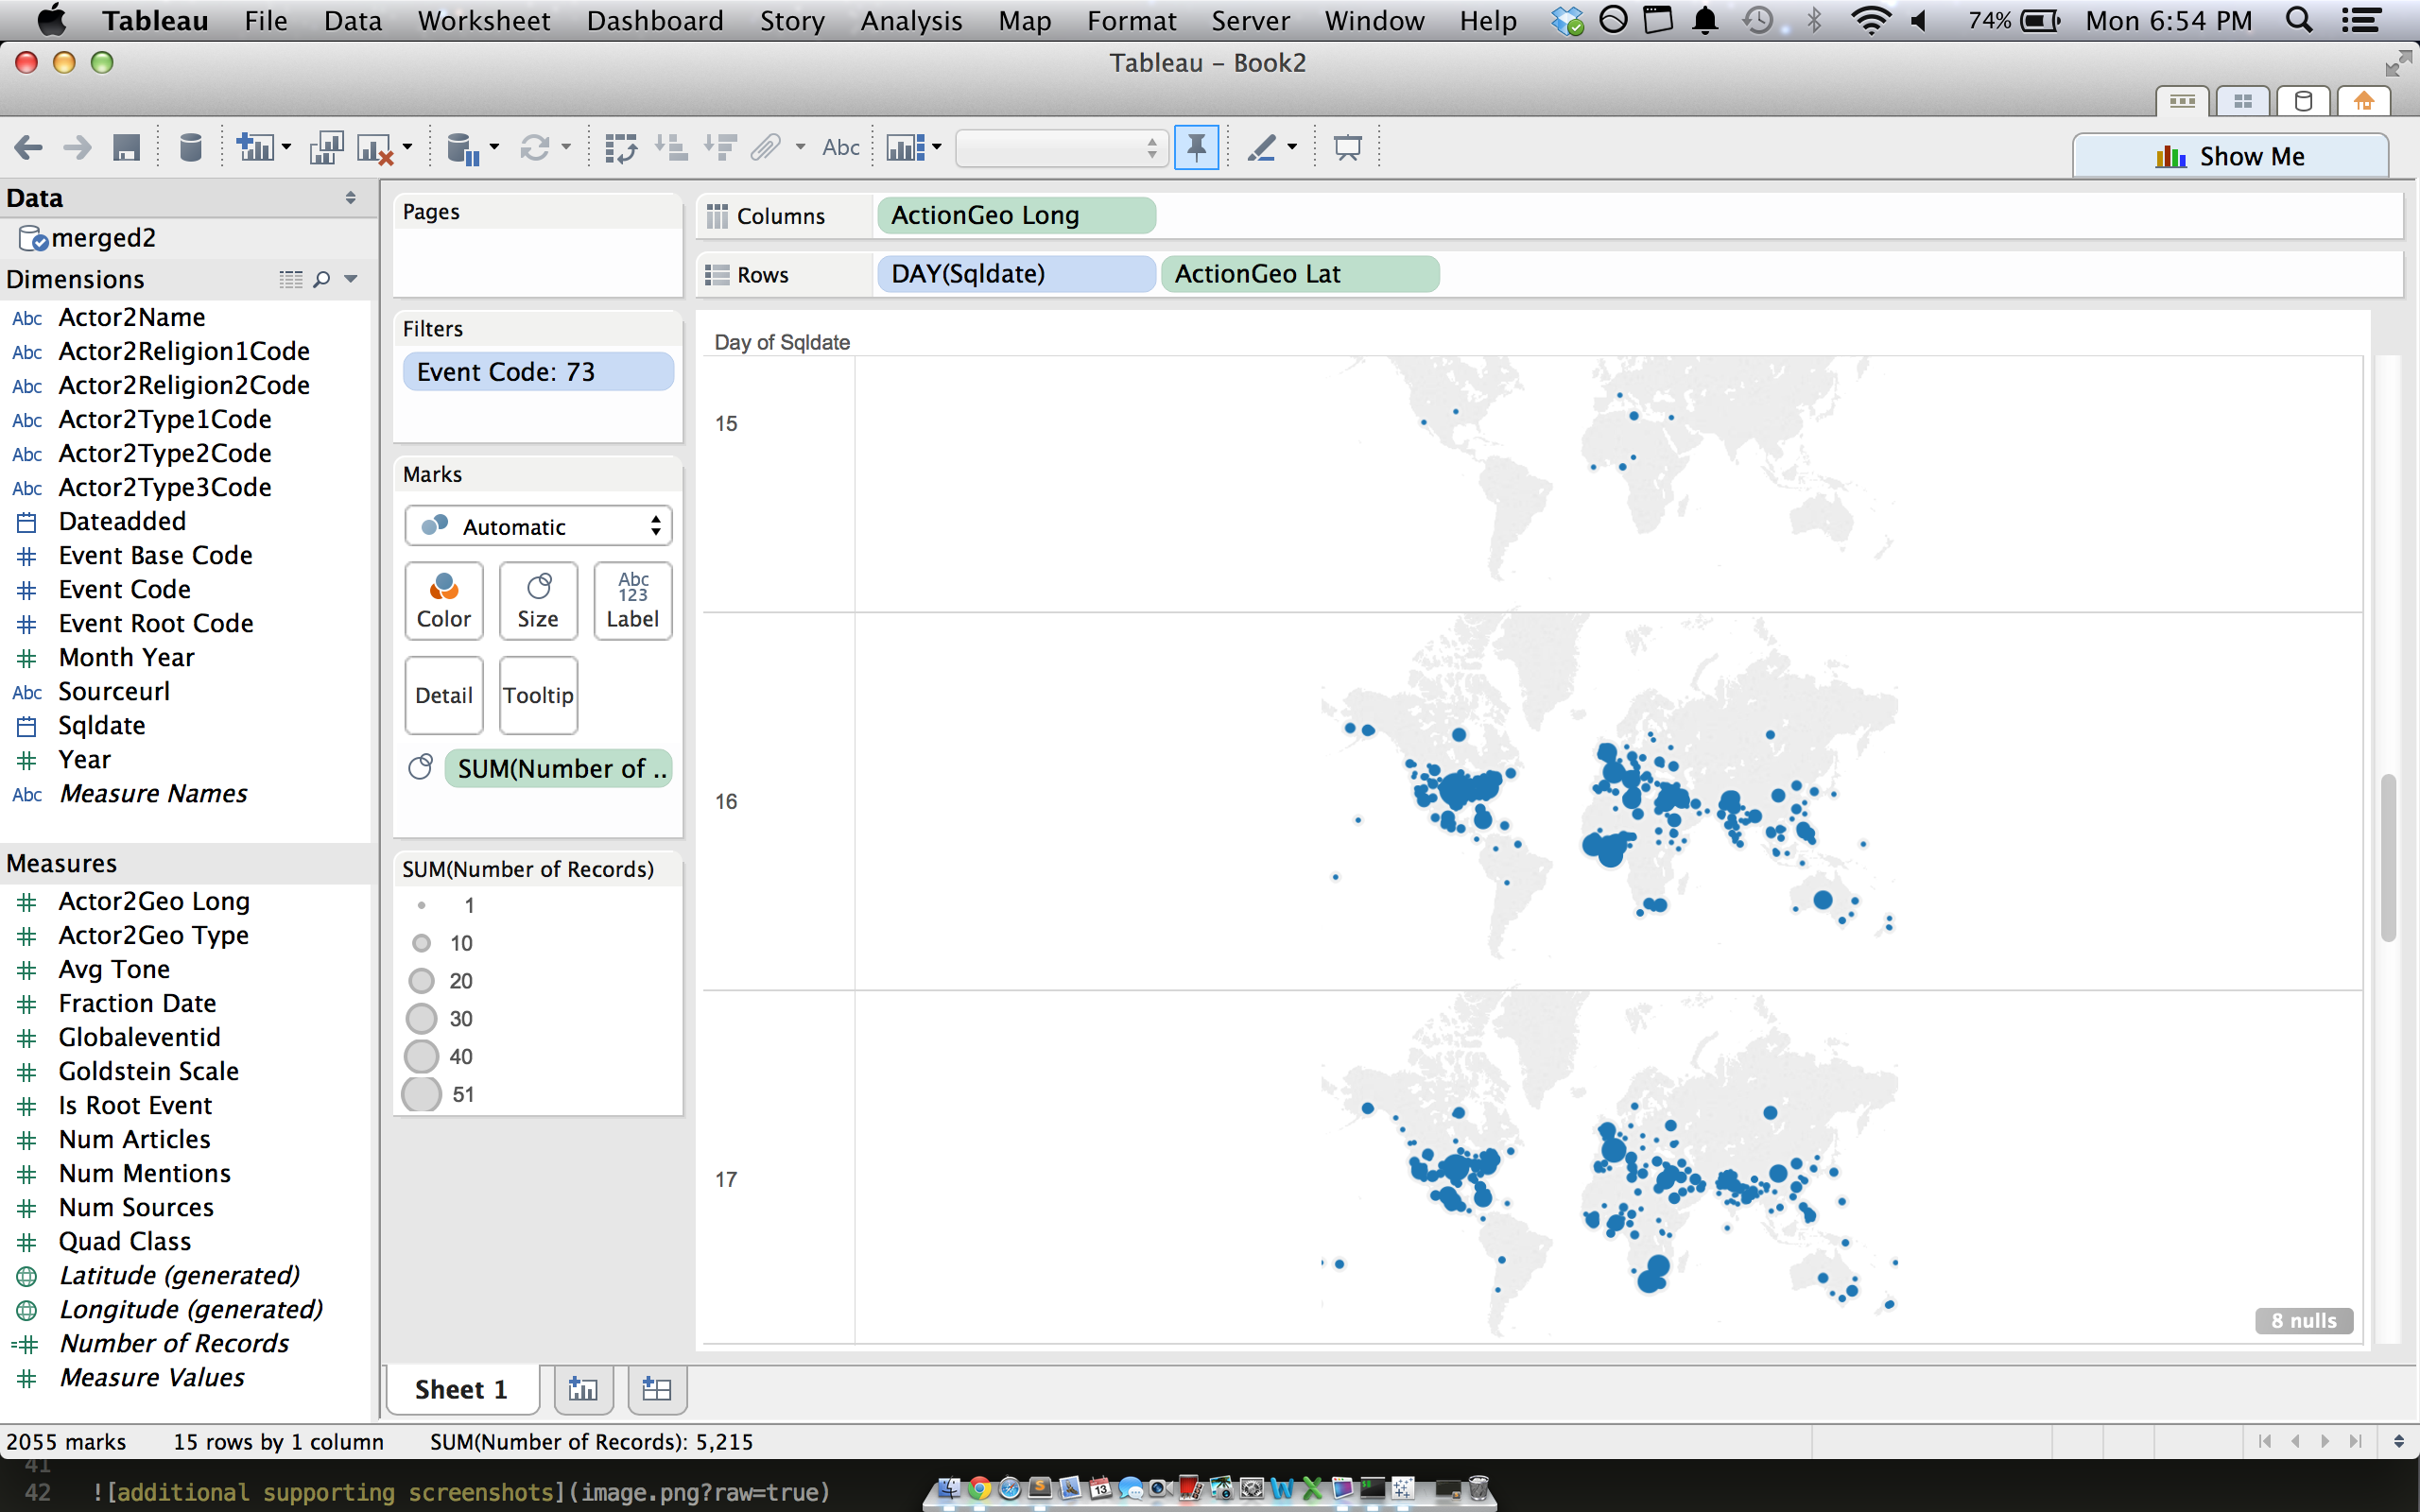 Tableau File Data Worksheet Dashboard Story Analysis Map Format Server Window Help 74% Mon 6:54 PM
Tableau - Book2
Abc
Show Me
Data
merged2
Dimensions
Abc Actor2Name
Abc Actor2Religion1Code
Abc Actor2Religion2Code
Abc Actor2Type1Code
Abc Actor2Type2Code
Abc Actor2Type3Code
Dateadded
# Event Base Code
# Event Code
# Event Root Code
# Month Year
Abc Sourceurl
Sqldate
# Year
Abc Measure Names
Measures
# Actor2Geo Long
# Actor2Geo Type
# Avg Tone
# Fraction Date
# Globaleventid
# Goldstein Scale
# Is Root Event
# Num Articles
# Num Mentions
# Num Sources
# Quad Class
Latitude (generated)
Longitude (generated)
=# Number of Records
# Measure Values
Pages
Filters
Event Code: 73
Marks
Automatic
Color
Size
Abc
123
Label
Detail
Tooltip
SUM(Number of ..
SUM(Number of Records)
1
10
20
30
40
51
Columns ActionGeo Long
Rows DAY(Sqldate) ActionGeo Lat
Day of Sqldate
15
16
17
8 nulls
Sheet 1
2055 marks 15 rows by 1 column SUM(Number of Records): 5,215
41
42 ![additional supporting screenshots](image.png?raw=true)
13